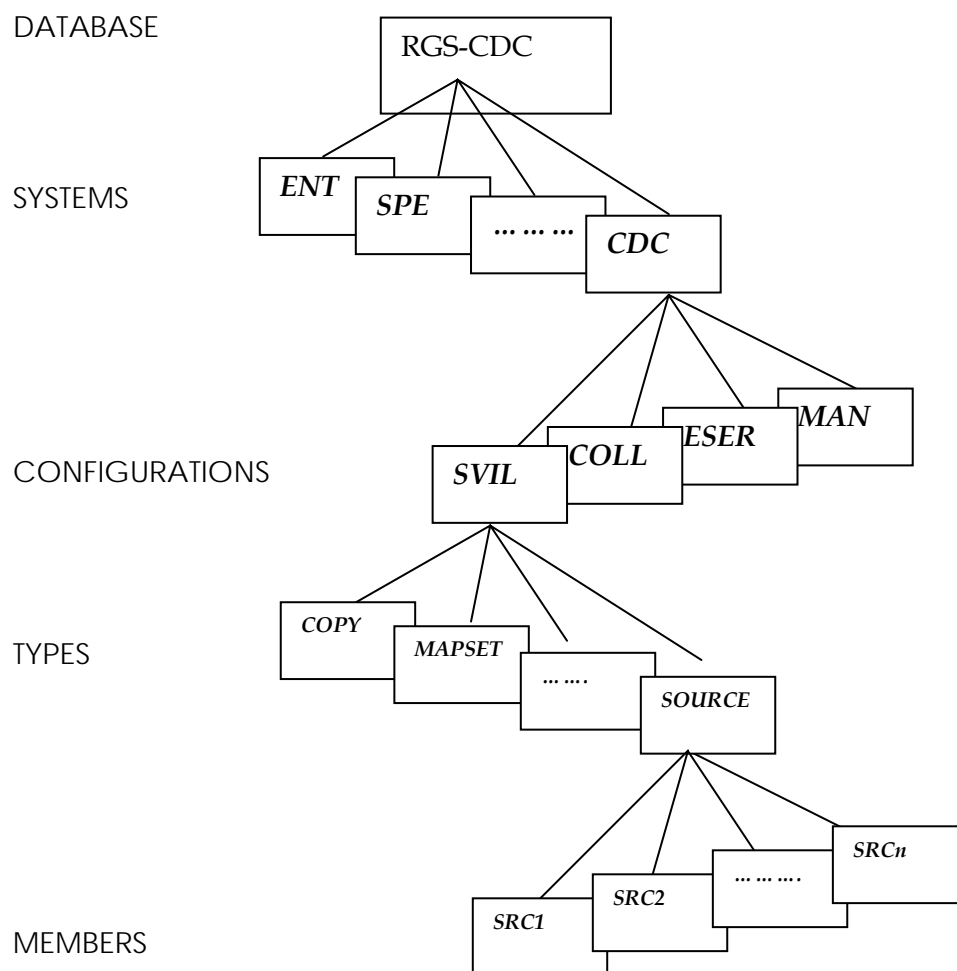 DATABASE
RGS-CDC
SYSTEMS
ENT
SPE
... ... ...
CDC
CONFIGURATIONS
SVIL
COLL
ESER
MAN
TYPES
COPY
MAPSET
... ... .
SOURCE
MEMBERS
SRC1
SRC2
... ... ... .
SRCn